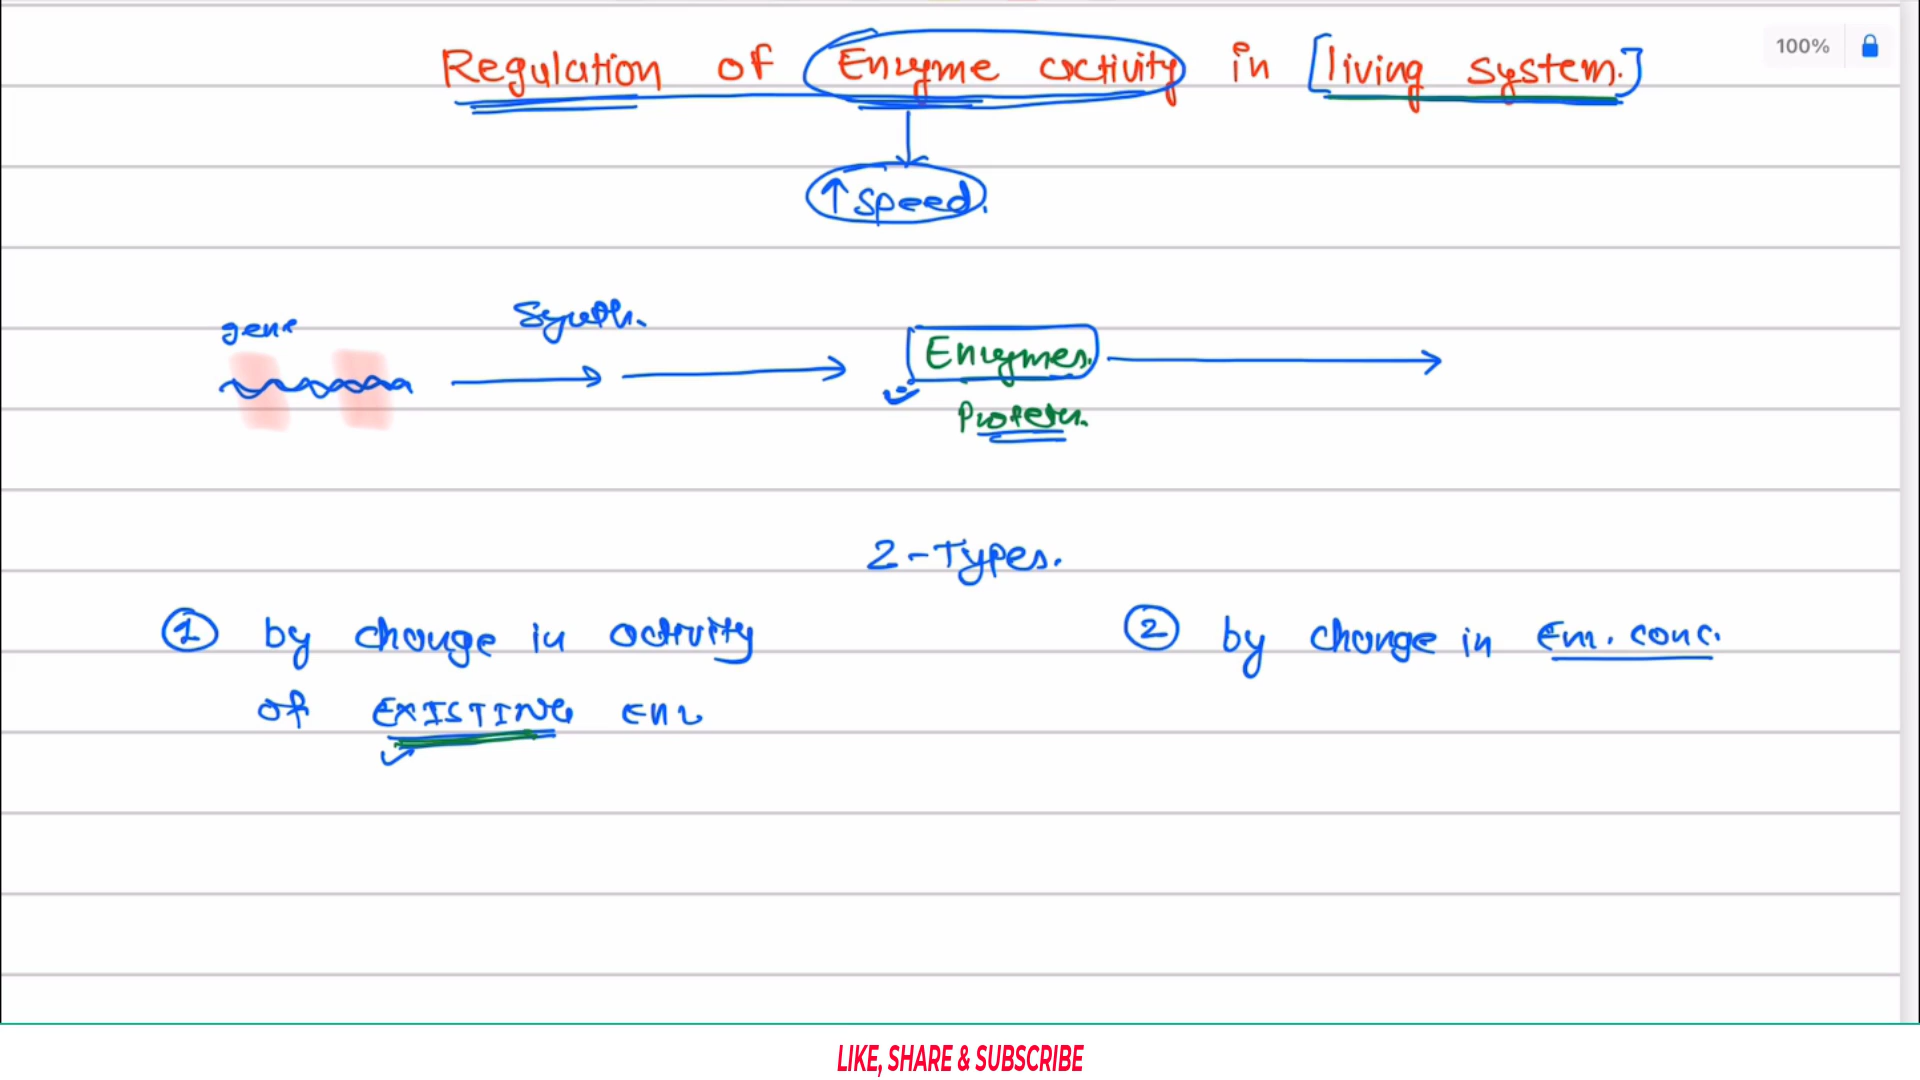 Regulation of Enzyme activity in [living system.]
100%
↑ Speed.
gene
Synth.
Enzymes.
Protein.
2-Types.
① by change in activity
of EXISTING Enz
② by change in Em. conc.
LIKE, SHARE & SUBSCRIBE